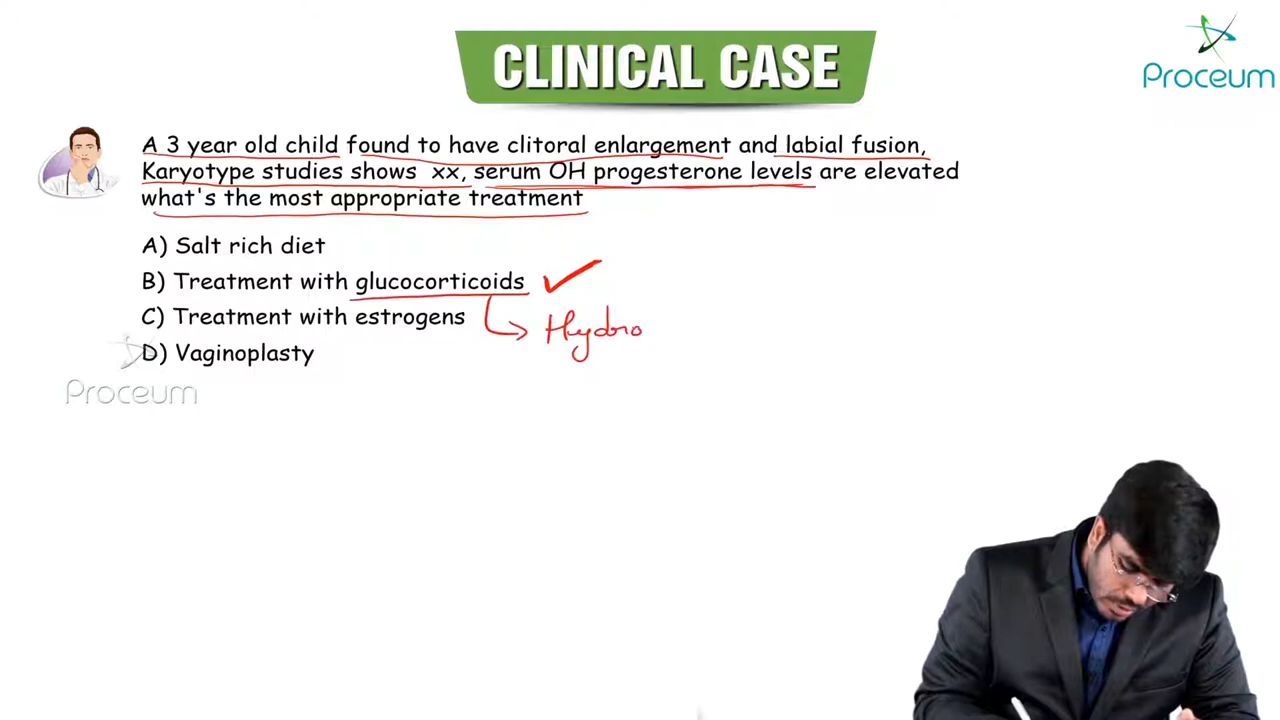 CLINICAL CASE
Proceum
A 3 year old child found to have clitoral enlargement and labial fusion,
Karyotype studies shows xx, serum OH progesterone levels are elevated
what's the most appropriate treatment
A) Salt rich diet
B) Treatment with glucocorticoids
C) Treatment with estrogens
Hydro
D) Vaginoplasty
Proceum